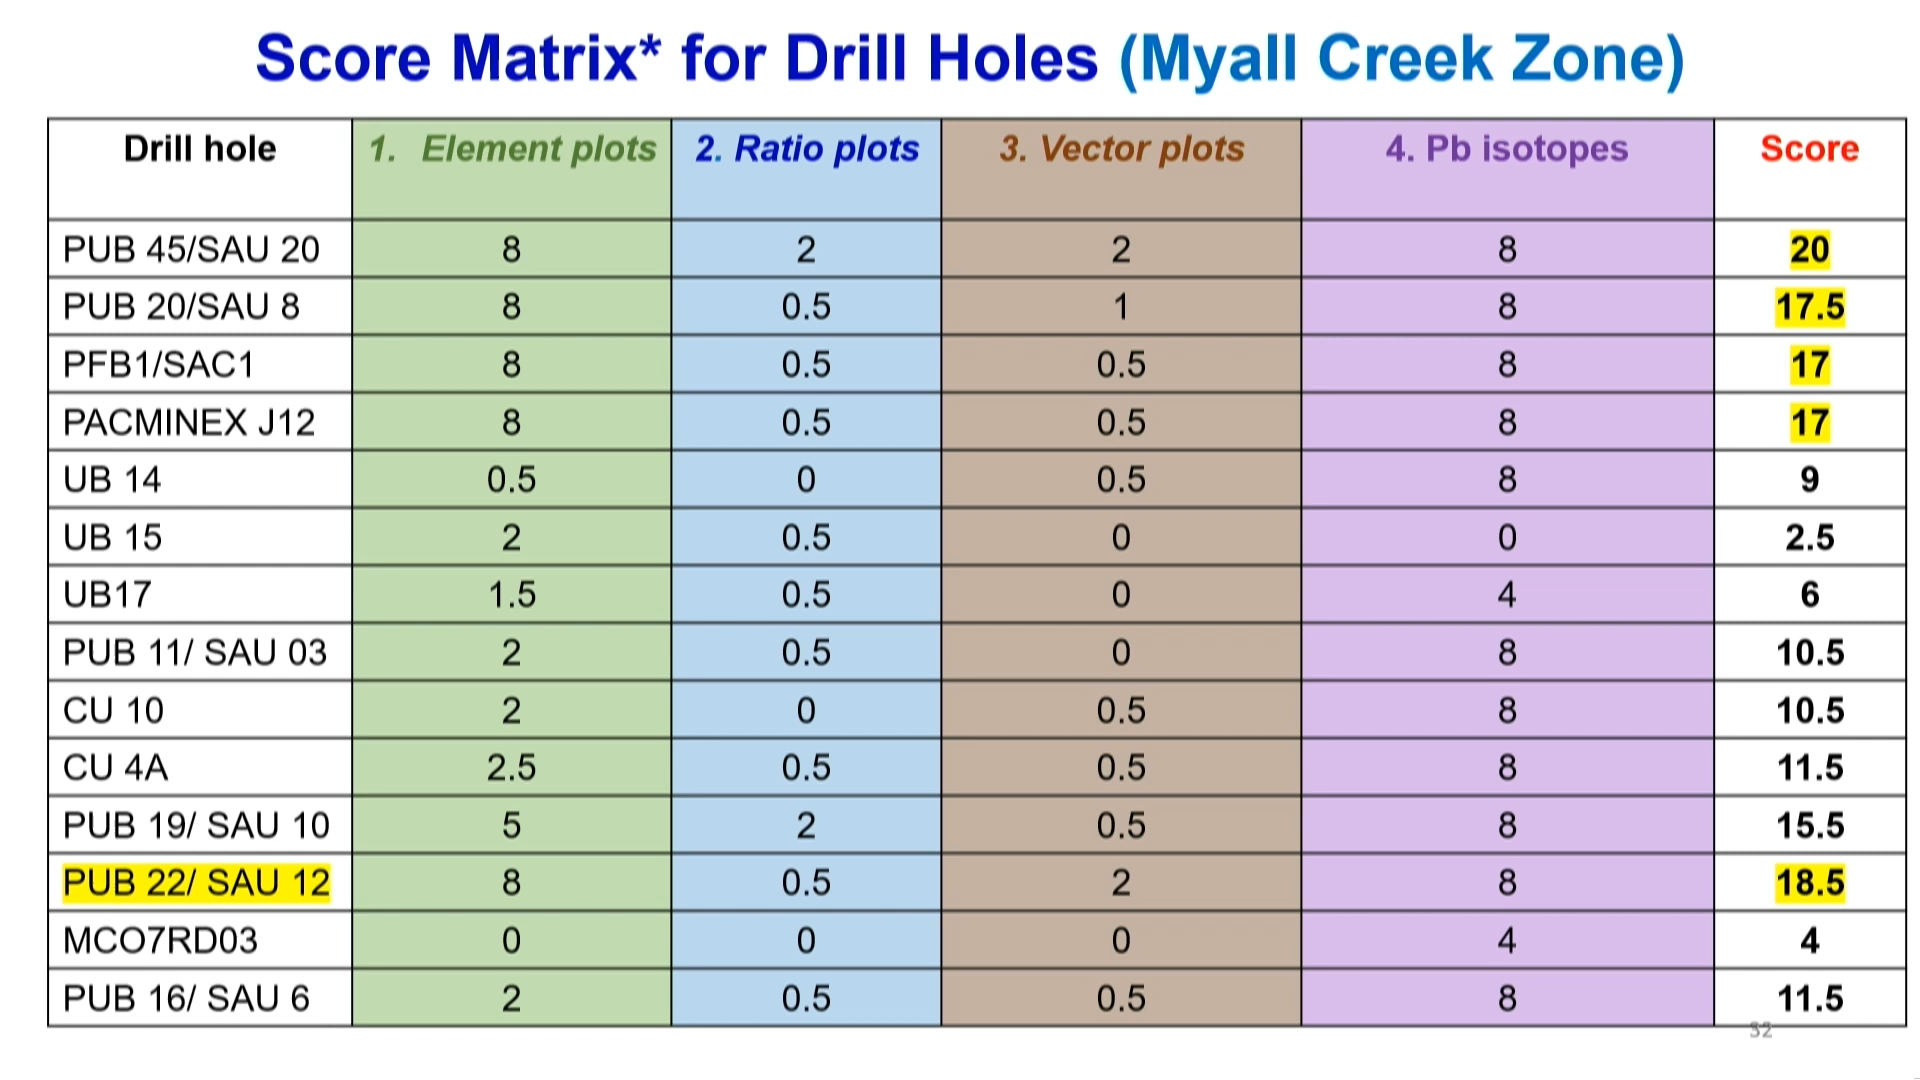 Score Matrix* for Drill Holes (Myall Creek Zone)
Drill hole 1. Element plots 2. Ratio plots 3. Vector plots 4. Pb isotopes Score
PUB 45/SAU 20 8 2 2 8 20
PUB 20/SAU 8 8 0.5 1 8 17.5
PFB1/SAC1 8 0.5 0.5 8 17
PACMINEX J12 8 0.5 0.5 8 17
UB 14 0.5 0 0.5 8 9
UB 15 2 0.5 0 0 2.5
UB17 1.5 0.5 0 4 6
PUB 11/ SAU 03 2 0.5 0 8 10.5
CU 10 2 0 0.5 8 10.5
CU 4A 2.5 0.5 0.5 8 11.5
PUB 19/ SAU 10 5 2 0.5 8 15.5
PUB 22/ SAU 12 8 0.5 2 8 18.5
MCO7RD03 0 0 0 4 4
PUB 16/ SAU 6 2 0.5 0.5 8 11.5
32